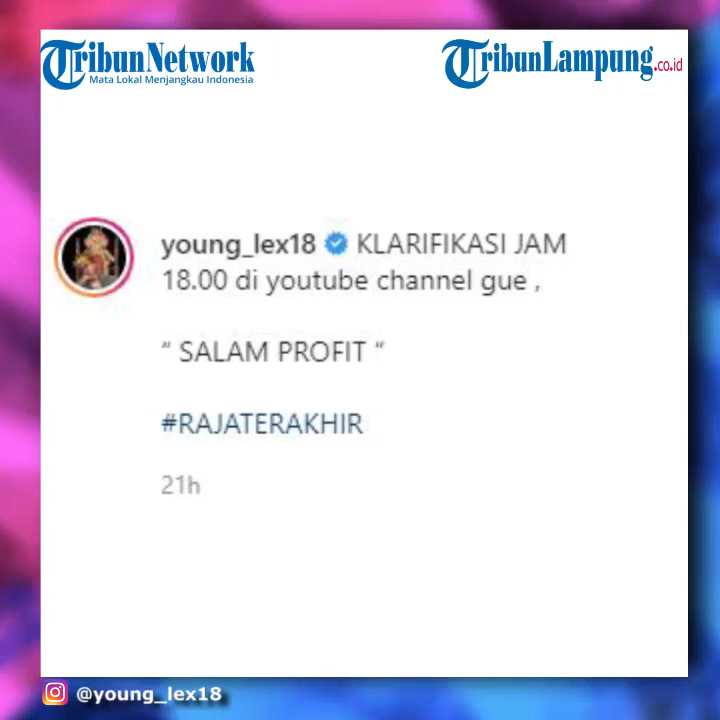 TribunNetwork
Mata Lokal Menjangkau Indonesia
TribunLampung.co.id
young_lex18 KLARIFIKASI JAM
18.00 di youtube channel gue ,
“ SALAM PROFIT “
#RAJATERAKHIR
21h
@young_lex18